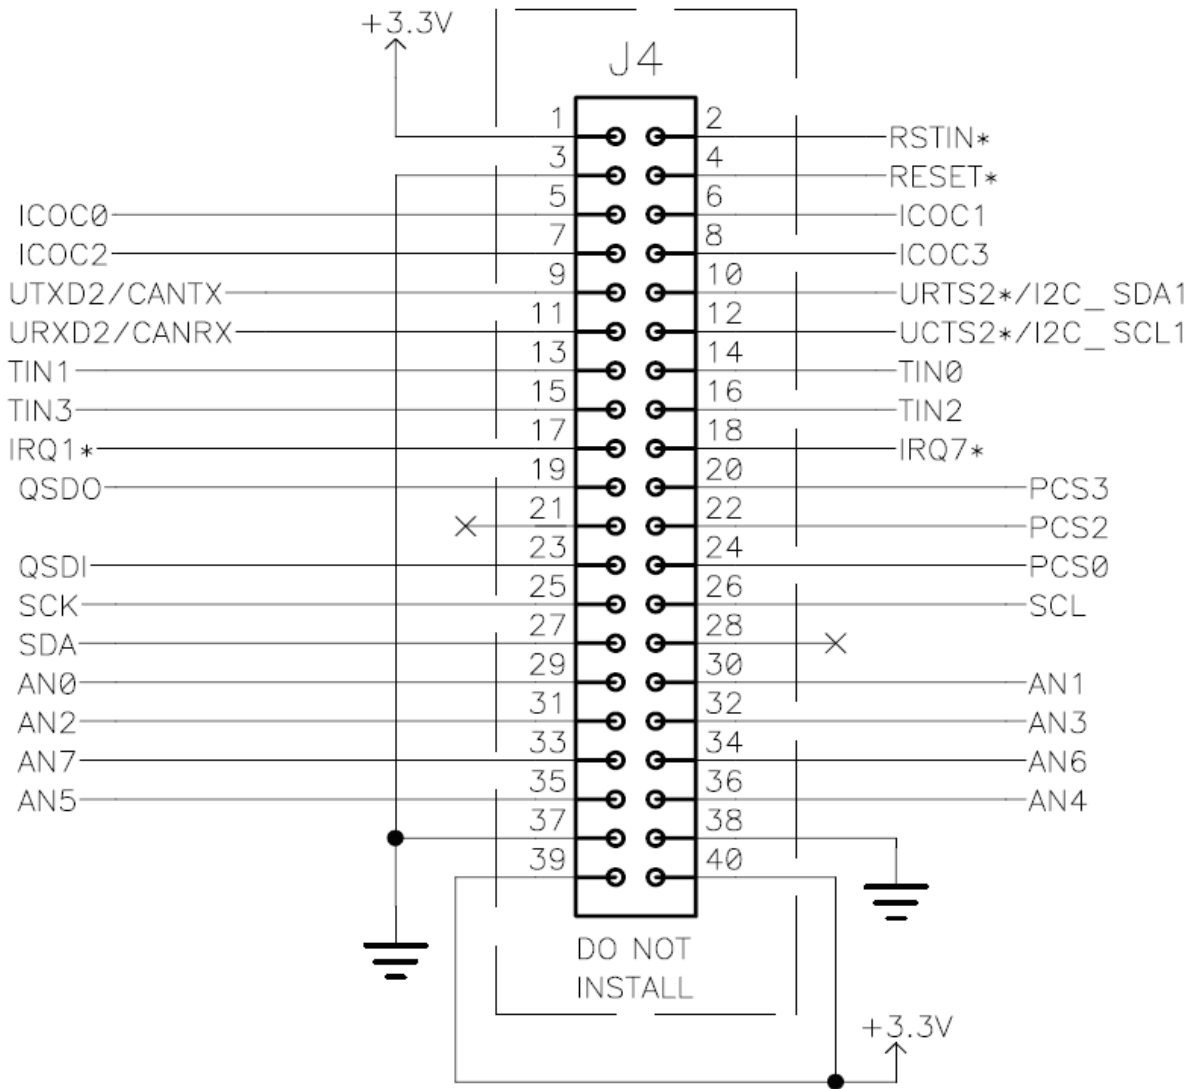 +3.3V
J4
1 2 RSTIN*
3 4 RESET*
ICOC0 5 6 ICOC1
ICOC2 7 8 ICOC3
UTXD2/CANTX 9 10 URTS2*/I2C_SDA1
URXD2/CANRX 11 12 UCTS2*/I2C_SCL1
TIN1 13 14 TIN0
TIN3 15 16 TIN2
IRQ1* 17 18 IRQ7*
QSDO 19 20 PCS3
21 22 PCS2
QSDI 23 24 PCS0
SCK 25 26 SCL
SDA 27 28
AN0 29 30 AN1
AN2 31 32 AN3
AN7 33 34 AN6
AN5 35 36 AN4
37 38
39 40
DO NOT
INSTALL
+3.3V